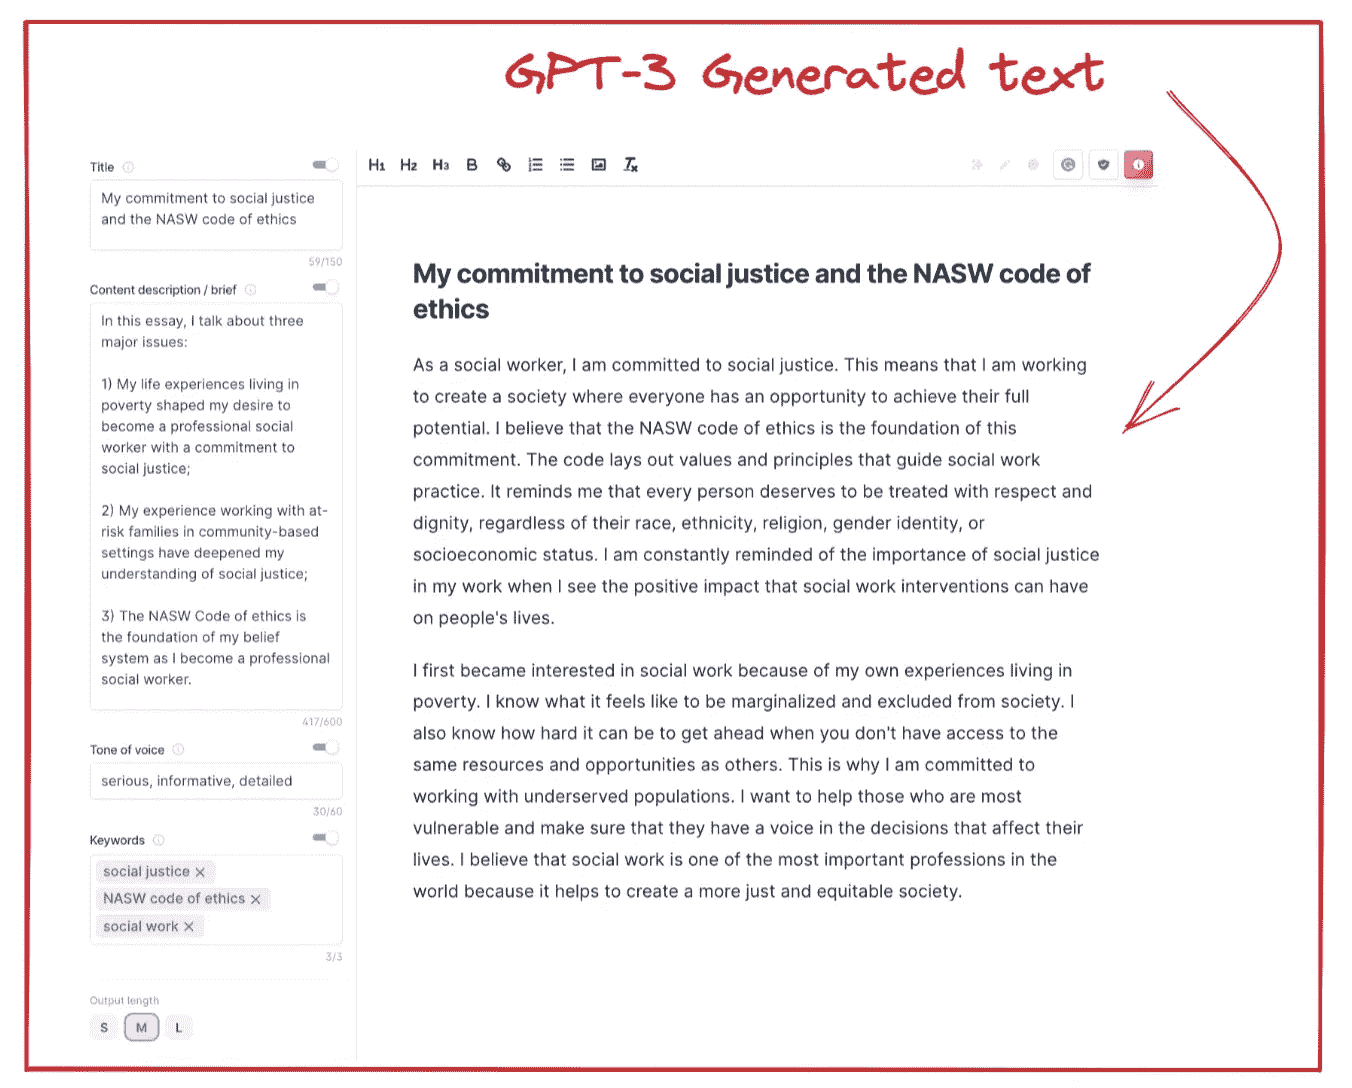 GPT-3 Generated text
Title
My commitment to social justice
and the NASW code of ethics
59/150
Content description / brief
In this essay, I talk about three
major issues:
1) My life experiences living in
poverty shaped my desire to
become a professional social
worker with a commitment to
social justice;
2) My experience working with at-
risk families in community-based
settings have deepened my
understanding of social justice;
3) The NASW Code of ethics is
the foundation of my belief
system as I become a professional
social worker.
417/600
Tone of voice
serious, informative, detailed
30/60
Keywords
social justice ×
NASW code of ethics ×
social work ×
3/3
Output length
S M L
H1 H2 H3 B
My commitment to social justice and the NASW code of
ethics
As a social worker, I am committed to social justice. This means that I am working
to create a society where everyone has an opportunity to achieve their full
potential. I believe that the NASW code of ethics is the foundation of this
commitment. The code lays out values and principles that guide social work
practice. It reminds me that every person deserves to be treated with respect and
dignity, regardless of their race, ethnicity, religion, gender identity, or
socioeconomic status. I am constantly reminded of the importance of social justice
in my work when I see the positive impact that social work interventions can have
on people's lives.
I first became interested in social work because of my own experiences living in
poverty. I know what it feels like to be marginalized and excluded from society. I
also know how hard it can be to get ahead when you don't have access to the
same resources and opportunities as others. This is why I am committed to
working with underserved populations. I want to help those who are most
vulnerable and make sure that they have a voice in the decisions that affect their
lives. I believe that social work is one of the most important professions in the
world because it helps to create a more just and equitable society.